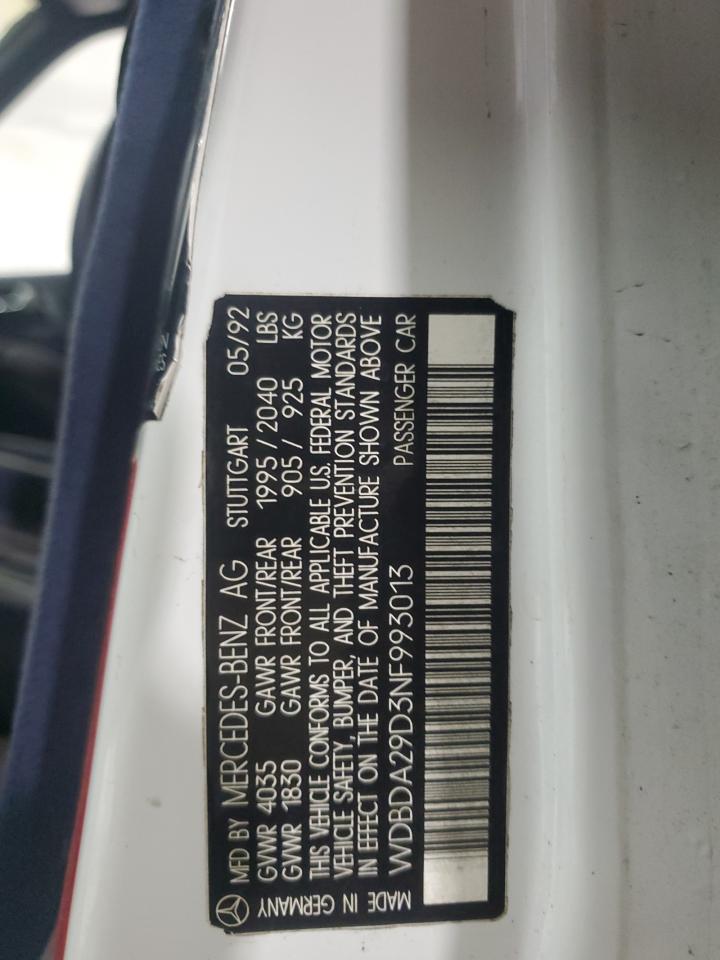 MFD BY MERCEDES-BENZ AG STUTTGART 05/92
GVWR 4035 GAWR FRONT/REAR 1995/2040 LBS
GVWR 1830 GAWR FRONT/REAR 905/ 925 KG
THIS VEHICLE CONFORMS TO ALL APPLICABLE U.S. FEDERAL MOTOR
VEHICLE SAFETY, BUMPER, AND THEFT PREVENTION STANDARDS
IN EFFECT ON THE DATE OF MANUFACTURE SHOWN ABOVE
WDBDA29D3NF993013 PASSENGER CAR
MADE IN GERMANY